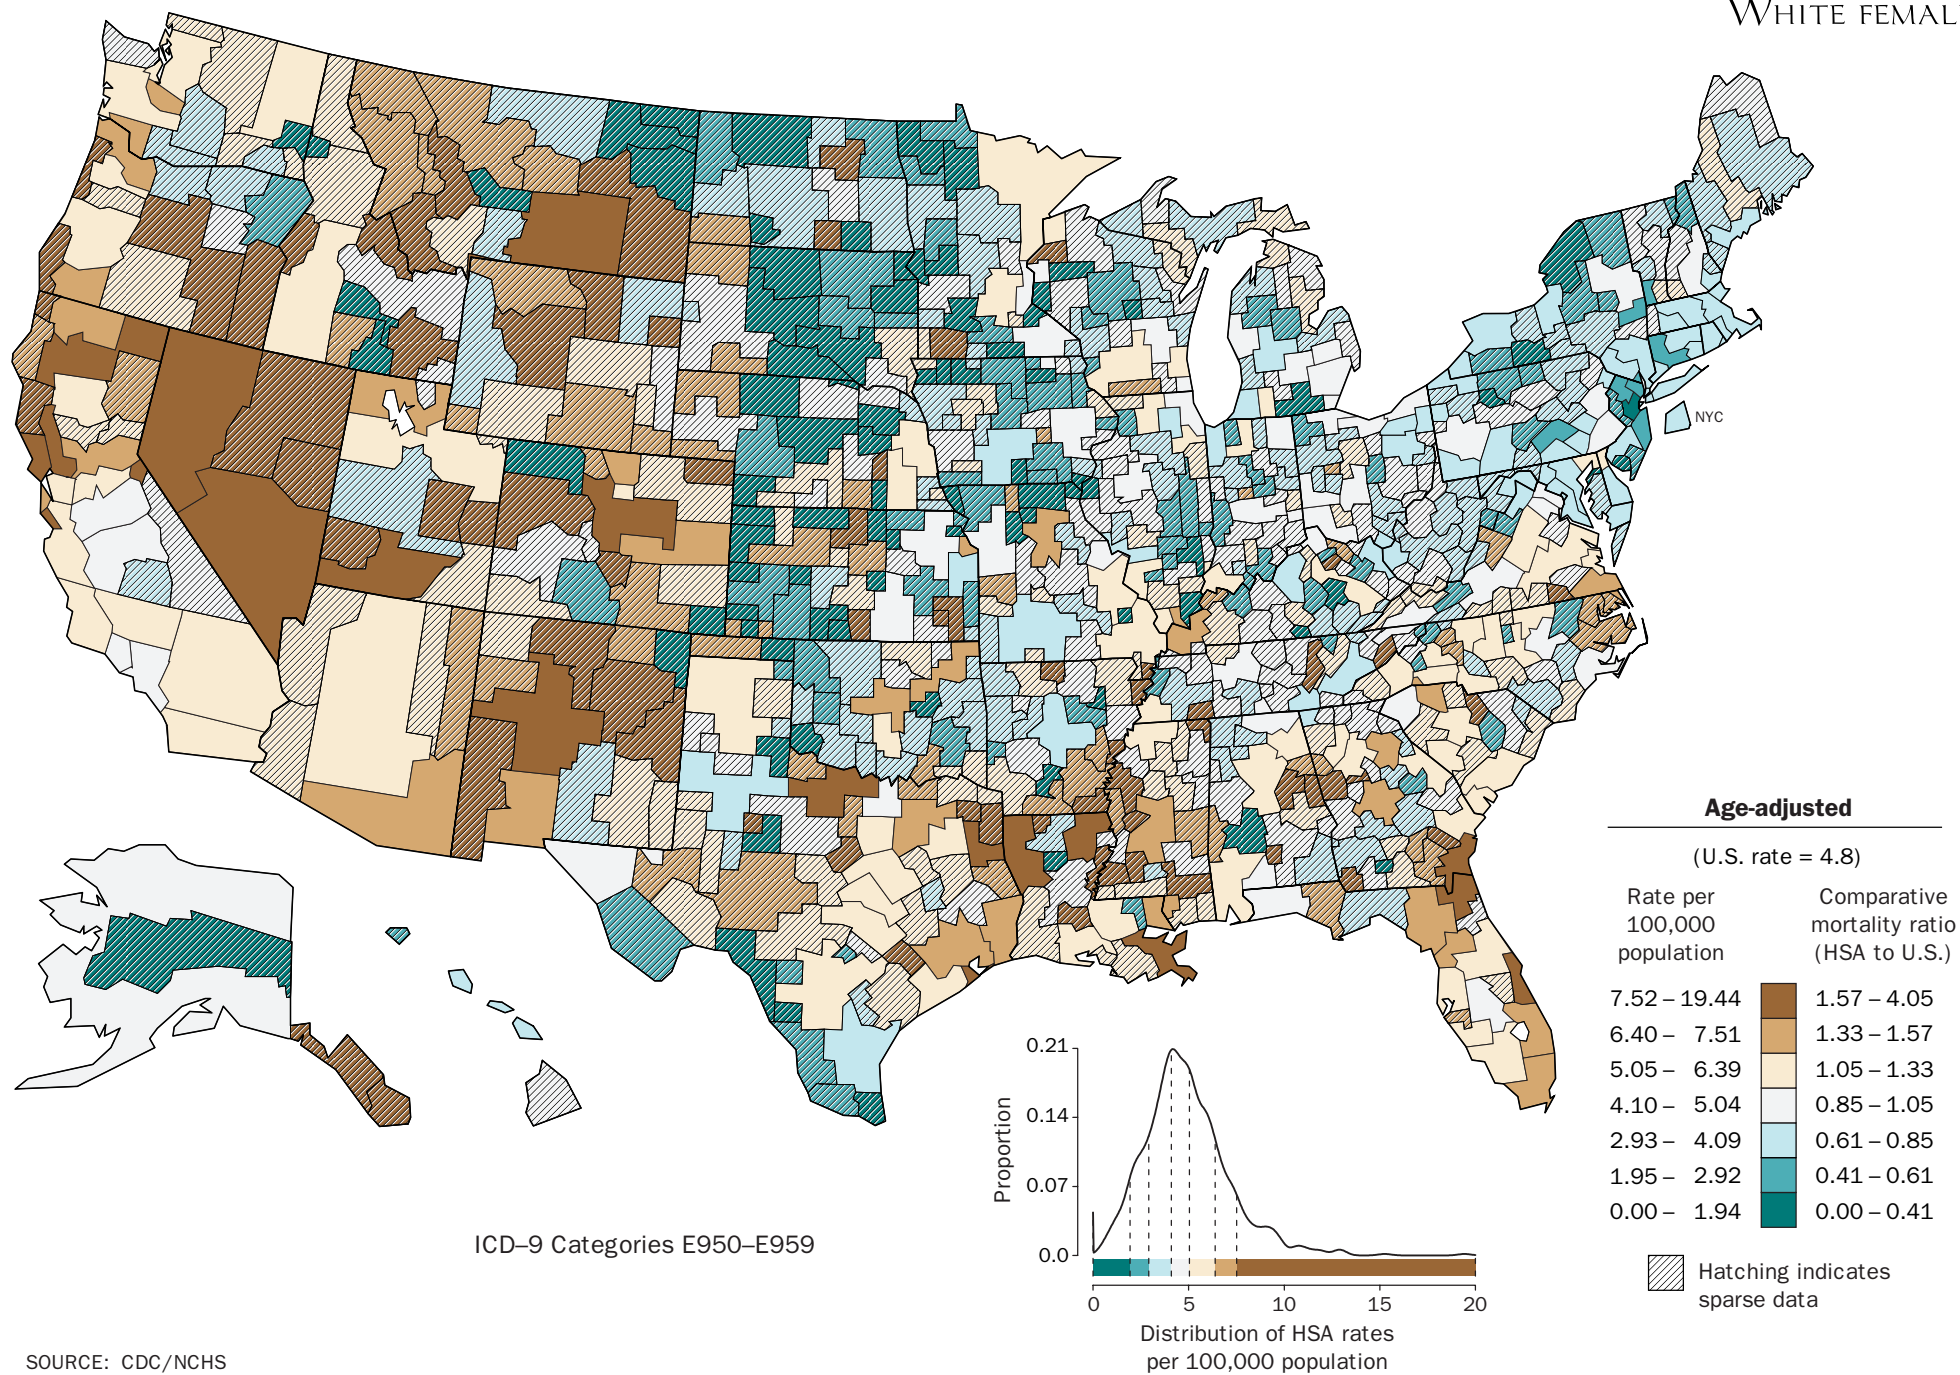 WHITE FEMAL
NYC
Age-adjusted
(U.S. rate = 4.8)
Rate per
100,000
population
Comparative
mortality ratio
(HSA to U.S.)
7.52 – 19.44 1.57 – 4.05
6.40 – 7.51 1.33 – 1.57
5.05 – 6.39 1.05 – 1.33
4.10 – 5.04 0.85 – 1.05
2.93 – 4.09 0.61 – 0.85
1.95 – 2.92 0.41 – 0.61
0.00 – 1.94 0.00 – 0.41
Hatching indicates
sparse data
0.21
0.14
0.07
0.0
Proportion
0 5 10 15 20
Distribution of HSA rates
per 100,000 population
ICD–9 Categories E950–E959
SOURCE: CDC/NCHS